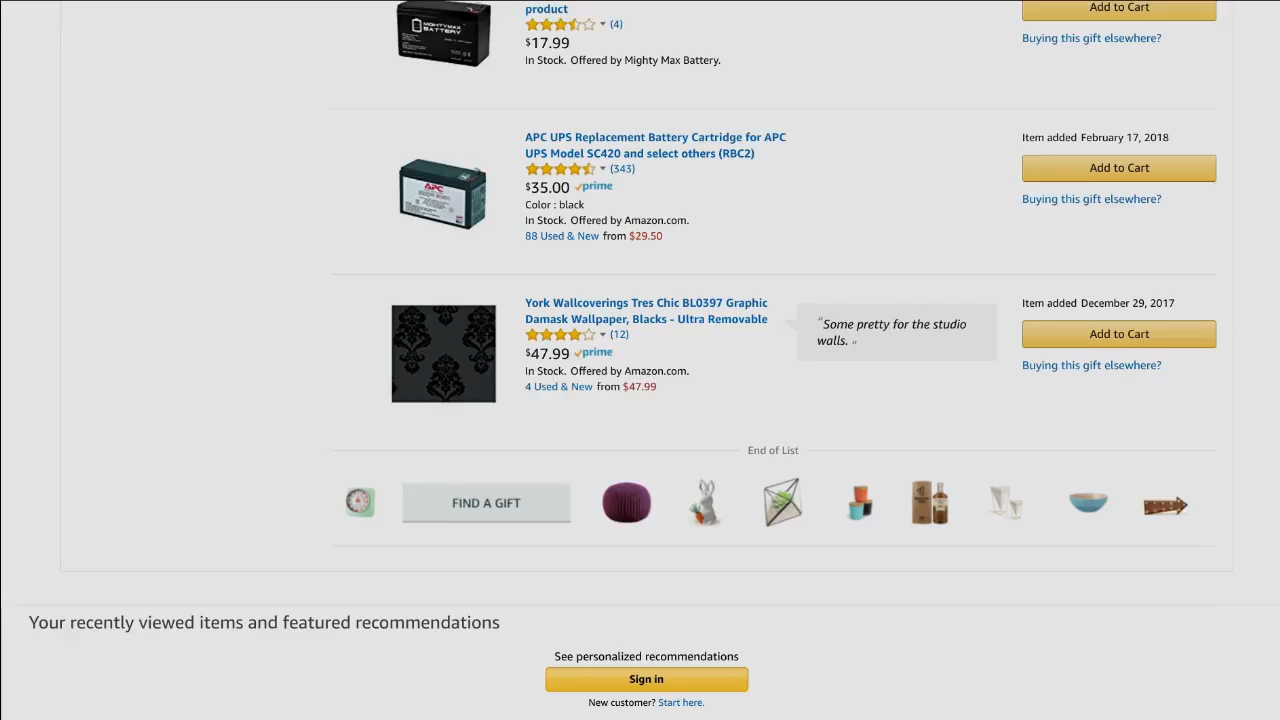 product
(4)
Add to Cart
$17.99
Buying this gift elsewhere?
In Stock. Offered by Mighty Max Battery.
MIGHTY MAX
BATTERY
APC UPS Replacement Battery Cartridge for APC
UPS Model SC420 and select others (RBC2)
(343)
$35.00 prime
Color : black
In Stock. Offered by Amazon.com.
88 Used & New from $29.50
APC
Item added February 17, 2018
Add to Cart
Buying this gift elsewhere?
York Wallcoverings Tres Chic BL0397 Graphic
Damask Wallpaper, Blacks - Ultra Removable
(12)
$47.99 prime
In Stock. Offered by Amazon.com.
4 Used & New from $47.99
“Some pretty for the studio
walls. ”
Item added December 29, 2017
Add to Cart
Buying this gift elsewhere?
End of List
FIND A GIFT
Your recently viewed items and featured recommendations
See personalized recommendations
Sign in
New customer? Start here.